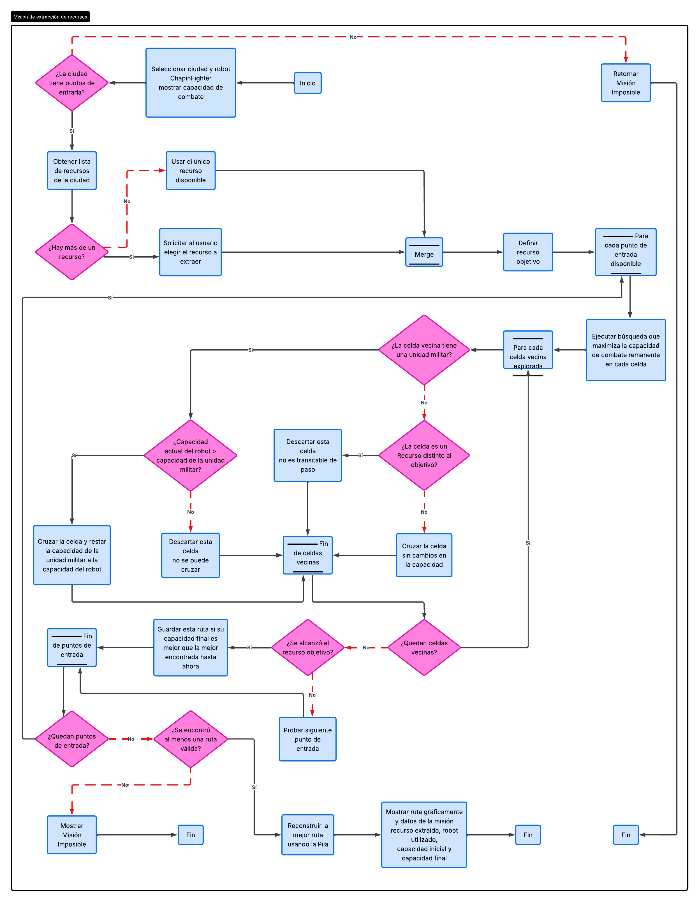 Misión de extracción de recursos
No
¿La ciudad
tiene puntos de
entrada?
Seleccionar ciudad y robot
ChapinFighter:
mostrar capacidad de
combate
Inicio
Retornar
Misión
Imposible
Sí
Obtener lista
de recursos
de la ciudad
Usar el único
recurso
disponible
No
¿Hay más de un
recurso?
Sí
Solicitar al usuario
elegir el recurso a
extraer
Merge
Definir
recurso
objetivo
Para
cada punto de
entrada
disponible
Sí
Ejecutar búsqueda que
maximiza la capacidad
de combate remanente
en cada celda
Para cada
celda vecina
explorada
¿La celda vecina tiene
una unidad militar?
Sí
No
¿Capacidad
actual del robot >
capacidad de la unidad
militar?
Sí
Descartar esta
celda
no es transitable de
paso
Sí
¿La celda es un
Recurso distinto al
objetivo?
No
No
Cruzar la celda y restar
la capacidad de la
unidad militar a la
capacidad del robot
Descartar esta
celda
no se puede
cruzar
Fin
de celdas
vecinas
Cruzar la celda
sin cambios en
la capacidad
Sí
Fin
de puntos de
entrada
Guardar esta ruta si su
capacidad final es
mejor que la mejor
encontrada hasta
ahora
Sí
¿Se alcanzó el
recurso objetivo?
No
¿Quedan celdas
vecinas?
No
¿Quedan puntos
de entrada?
No
¿Se encontró
al menos una ruta
válida?
Probar siguiente
punto de
entrada
No
Sí
Mostrar
Misión
Imposible
Fin
Reconstruir la
mejor ruta
usando la Pila
Mostrar ruta gráficamente
y datos de la misión
recurso extraído, robot
utilizado,
capacidad inicial y
capacidad final
Fin
Fin